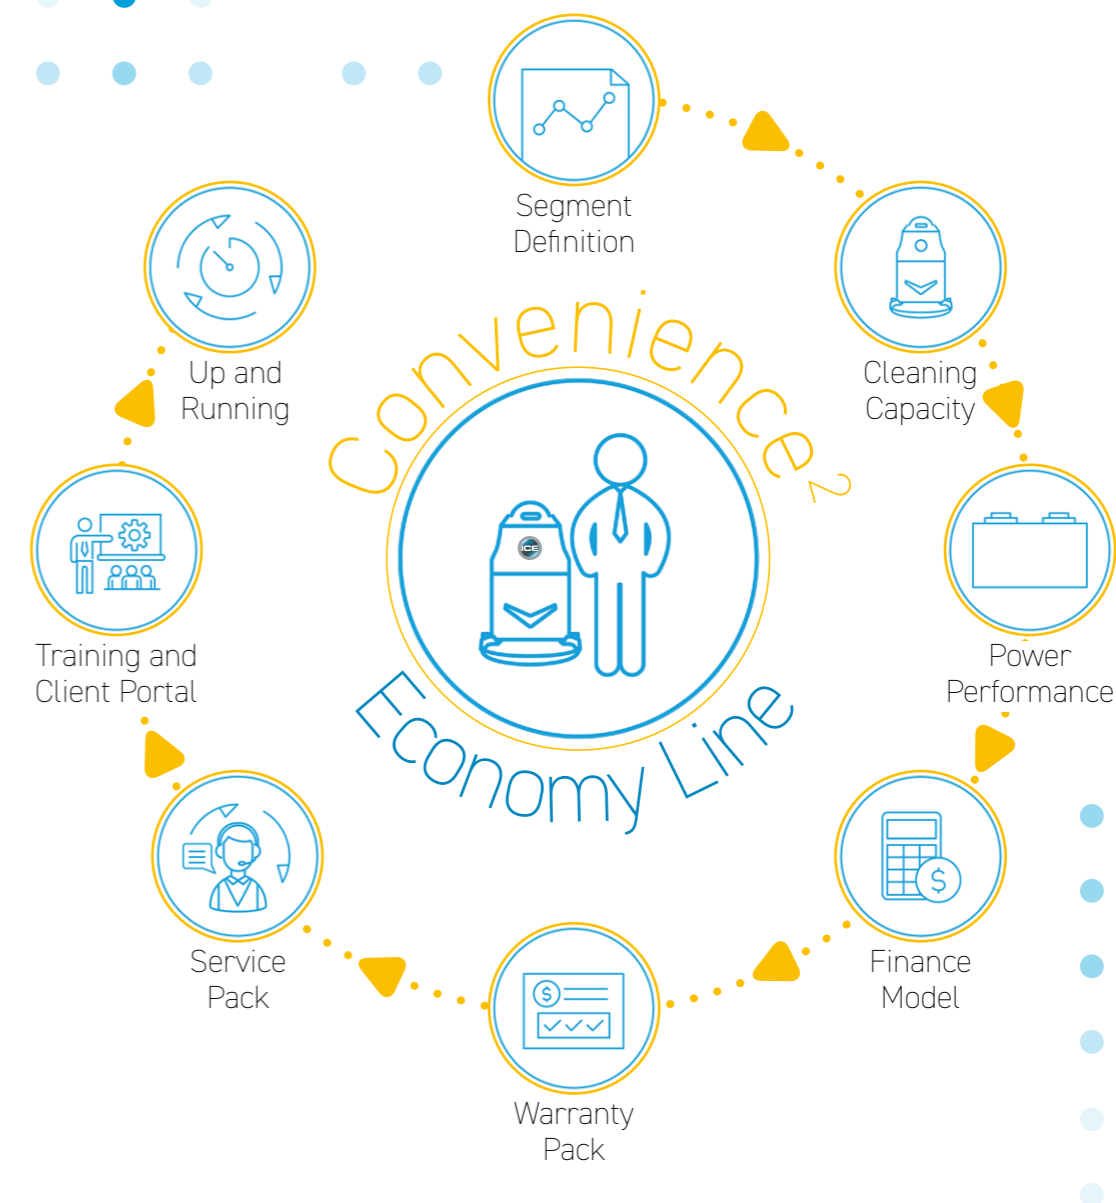 Segment
Definition
Cleaning
Capacity
Power
Performance
Finance
Model
Warranty
Pack
Service
Pack
Training and
Client Portal
Up and
Running
Convenience²
ICE
Economy Line